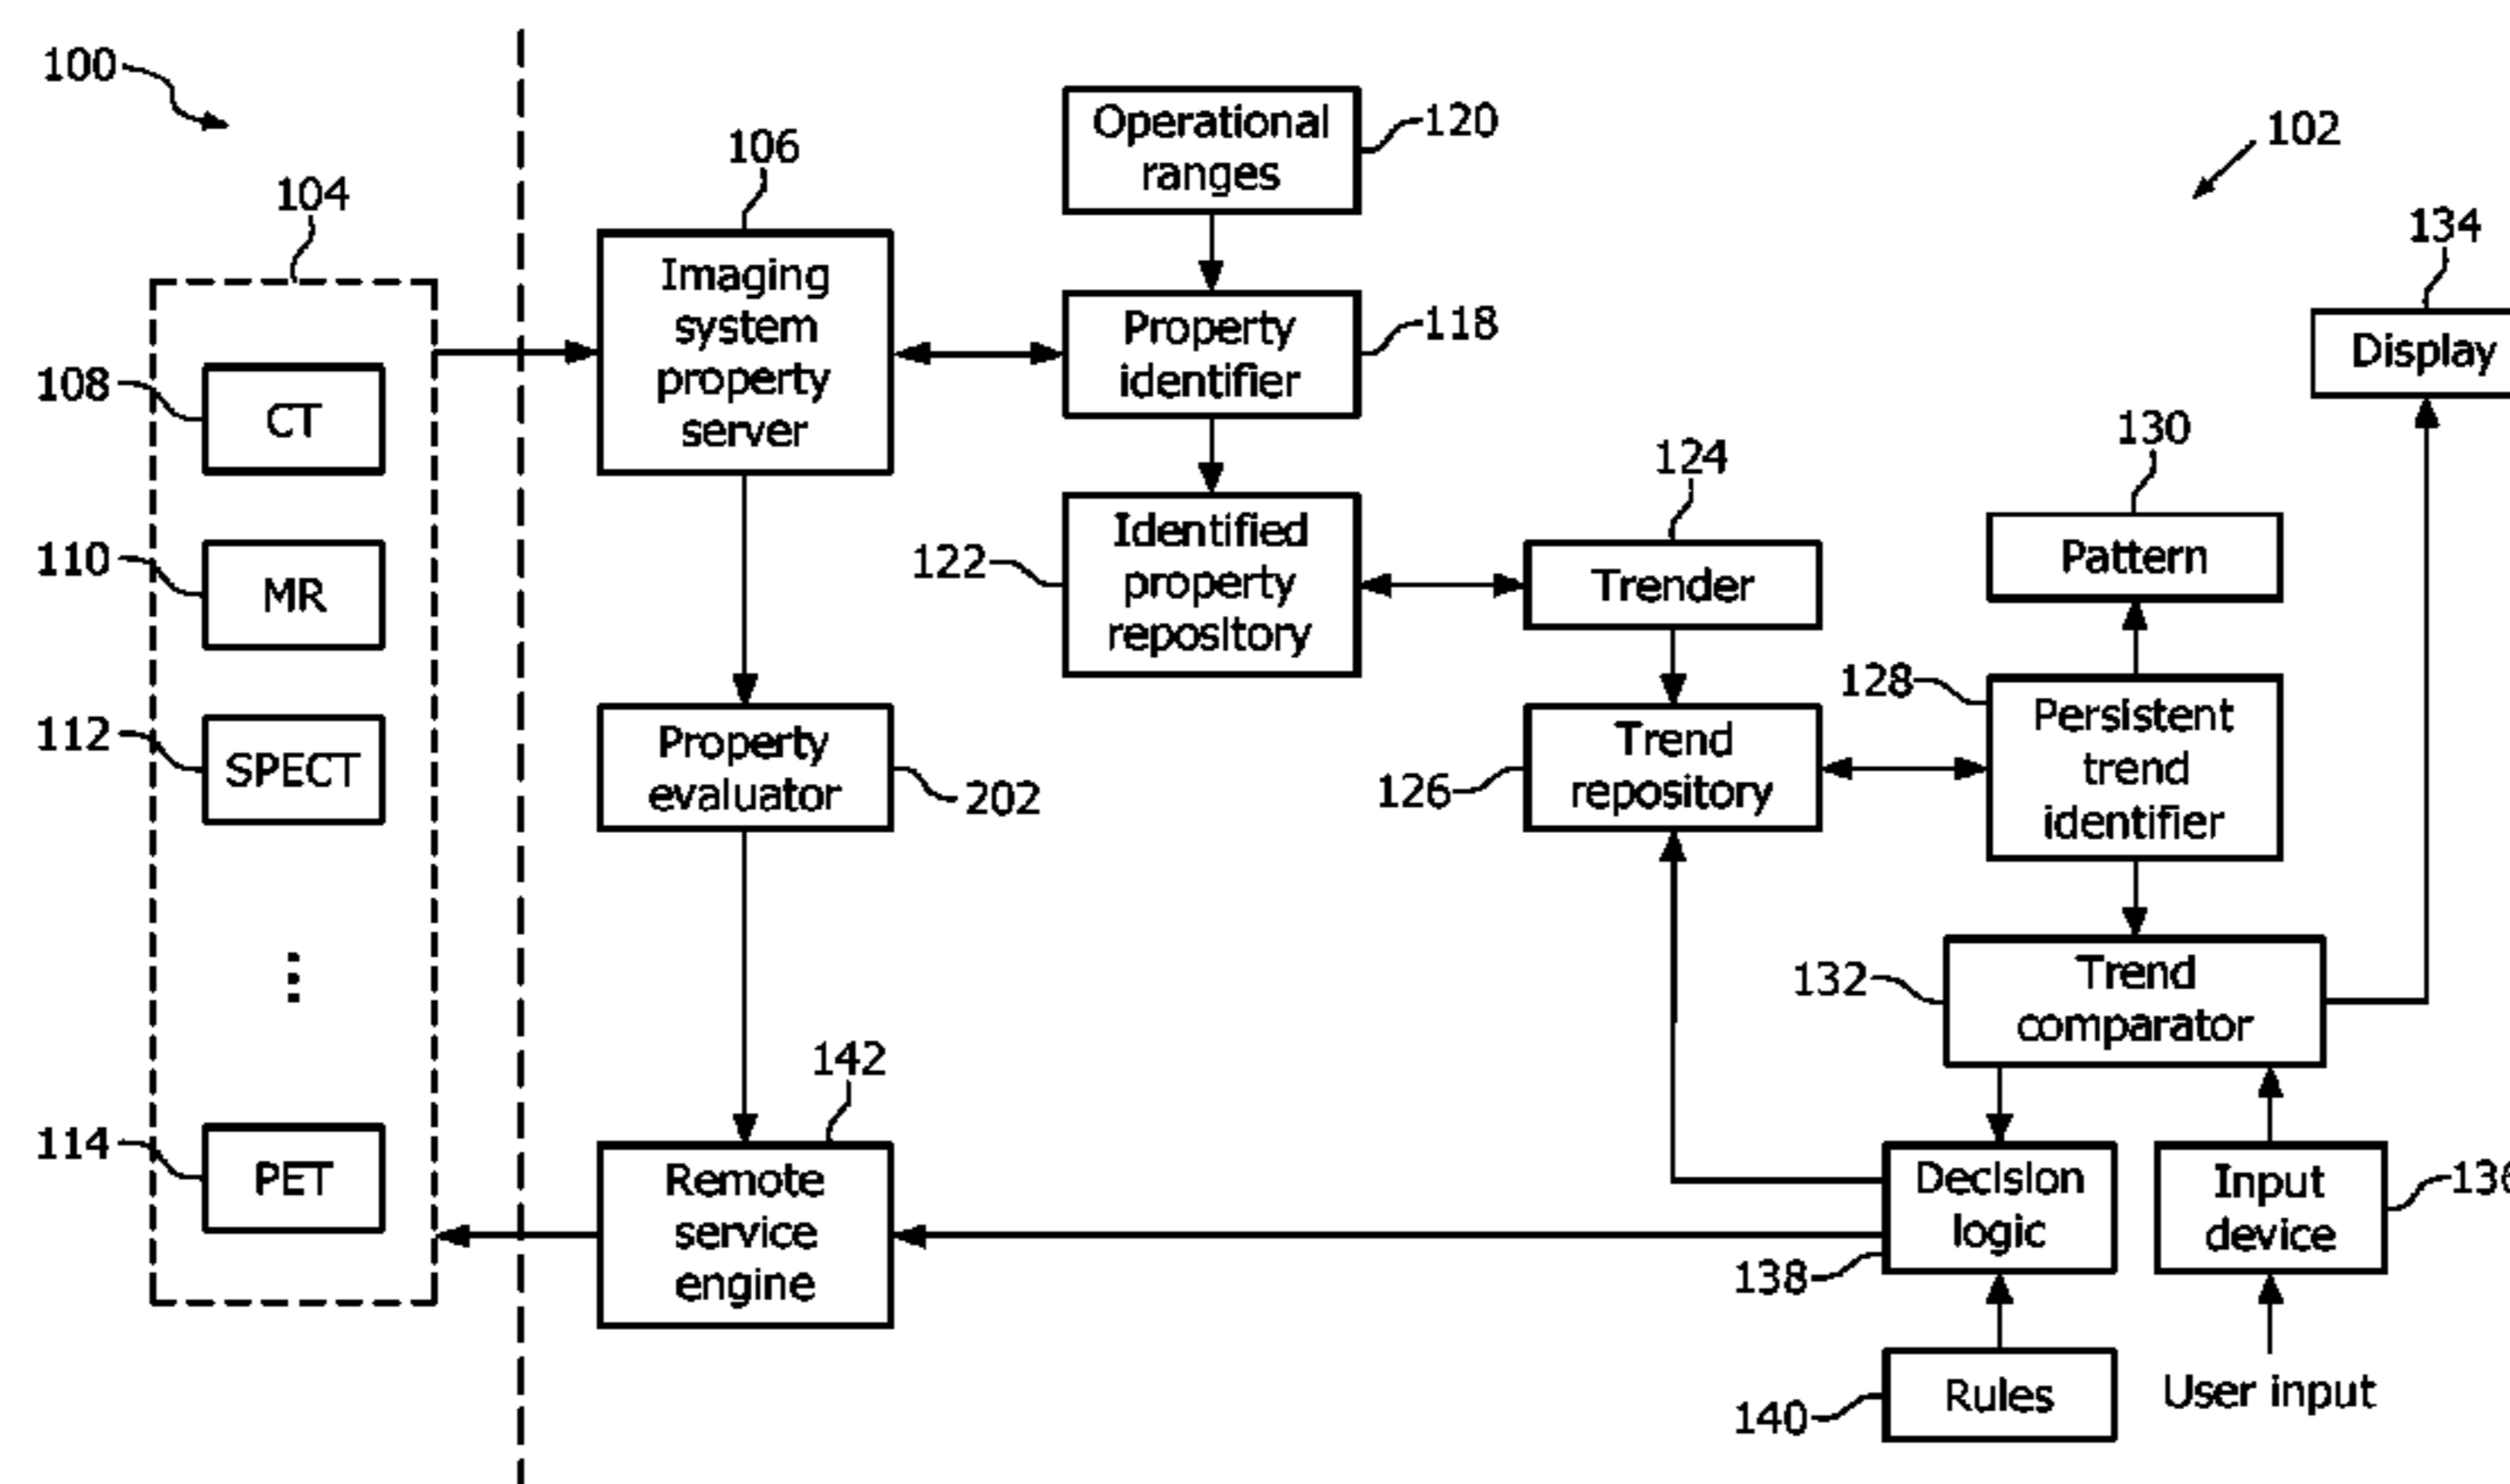 100
104
108
CT
110
MR
112
SPECT
114
PET
106
Imaging
system
property
server
Operational
ranges
120
Property
identifier
118
122
Identified
property
repository
124
Trender
102
134
Display
130
Pattern
128
Persistent
trend
identifier
126
Trend
repository
Property
evaluator
202
132
Trend
comparator
142
Remote
service
engine
Decision
logic
138
Input
device
136
140
Rules
User input